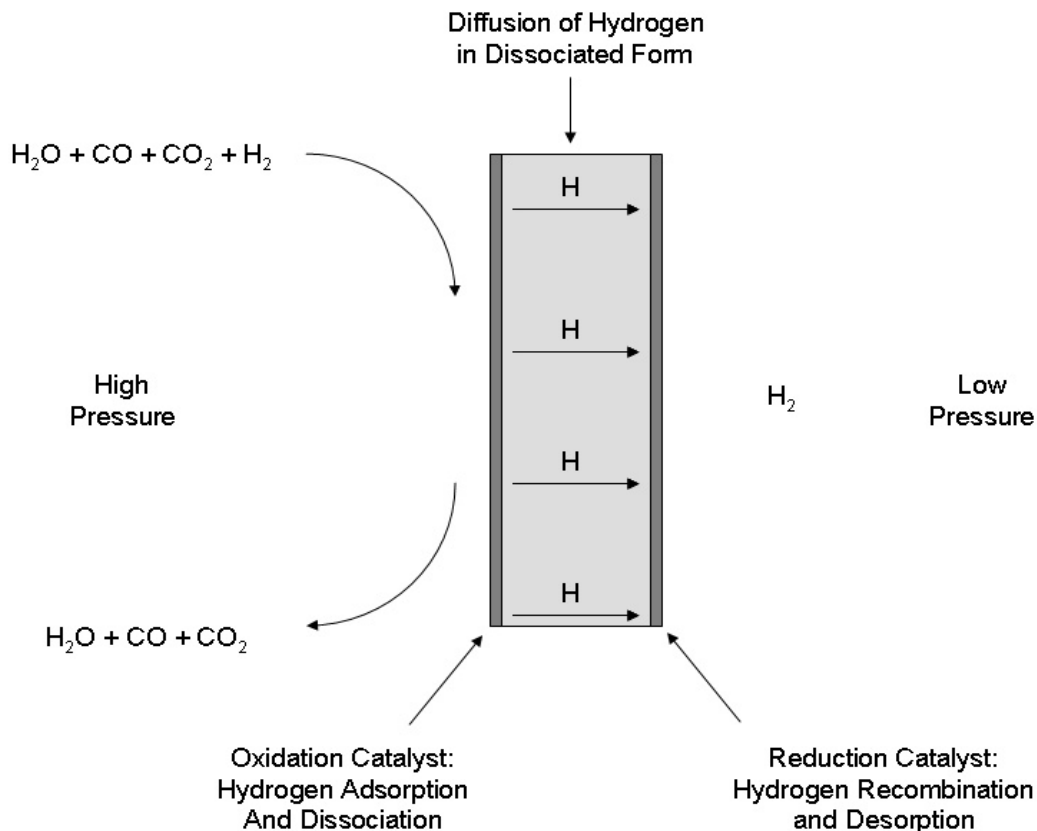 Diffusion of Hydrogen
in Dissociated Form
H₂O + CO + CO₂ + H₂
H
H
High
Pressure
H₂
Low
Pressure
H
H
H₂O + CO + CO₂
Oxidation Catalyst:
Hydrogen Adsorption
And Dissociation
Reduction Catalyst:
Hydrogen Recombination
and Desorption